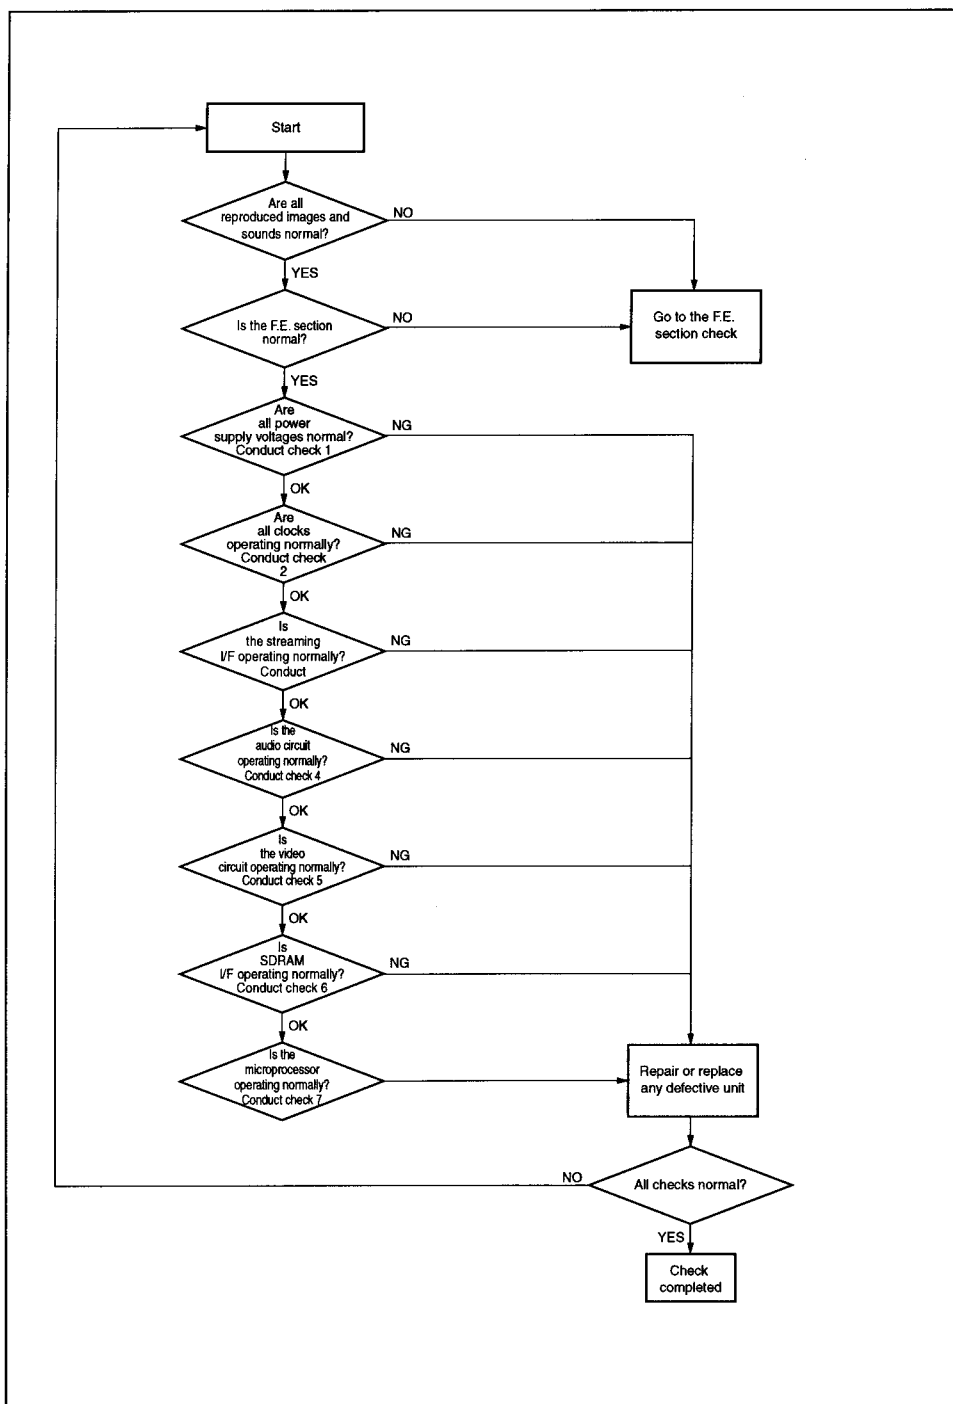 Start
Are all
reproduced images and
sounds normal?
NO
YES
Is the F.E. section
normal?
NO
Go to the F.E.
section check
YES
Are
all power
supply voltages normal?
Conduct check 1
NG
OK
Are
all clocks
operating normally?
Conduct check
2
NG
OK
Is
the streaming
I/F operating normally?
Conduct
NG
OK
Is the
audio circuit
operating normally?
Conduct check 4
NG
OK
Is
the video
circuit operating normally?
Conduct check 5
NG
OK
Is
SDRAM
I/F operating normally?
Conduct check 6
NG
OK
Is the
microprocessor
operating normally?
Conduct check 7
Repair or replace
any defective unit
NO
All checks normal?
YES
Check
completed